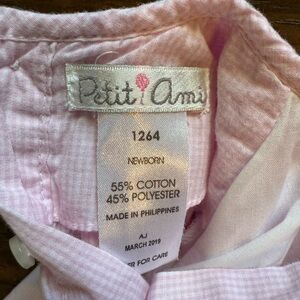 Petit Ami
1264
NEWBORN
55% COTTON
45% POLYESTER
MADE IN PHILIPPINES
AJ
MARCH 2019
FOR CARE